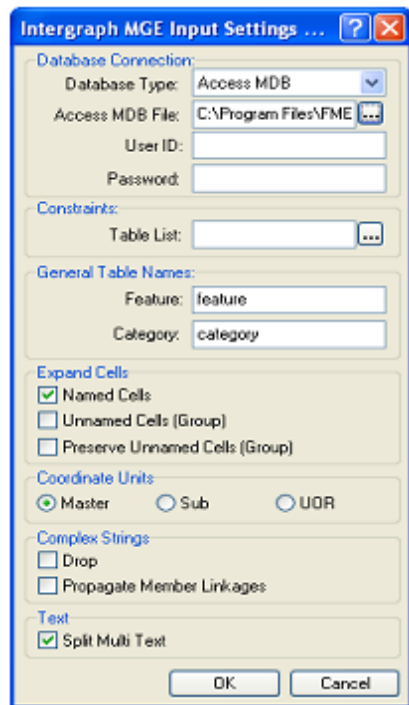 Intergraph MGE Input Settings ...
Database Connection:
Database Type: Access MDB
Access MDB File: C:\Program Files\FME ...
User ID:
Password:
Constraints:
Table List: ...
General Table Names:
Feature: feature
Category: category
Expand Cells
Named Cells
Unnamed Cells (Group)
Preserve Unnamed Cells (Group)
Coordinate Units
Master Sub UOR
Complex Strings
Drop
Propagate Member Linkages
Text
Split Multi Text
OK Cancel